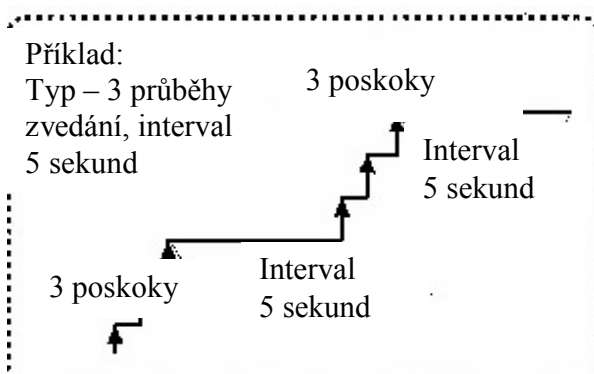 Příklad:
Typ – 3 průběhy
zvedání, interval
5 sekund
3 poskoky
Interval
5 sekund
3 poskoky
Interval
5 sekund